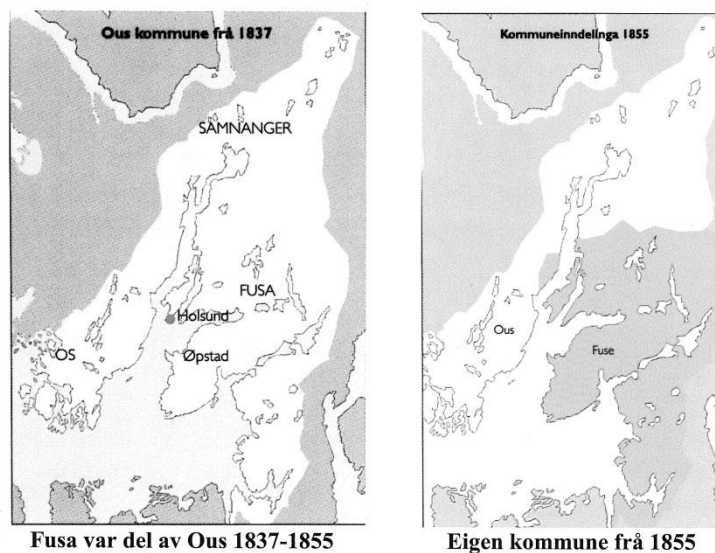 Ous kommune frå 1837
SAMNANGER
FUSA
Holsund
OS
Øpstad
Fusa var del av Ous 1837-1855
Kommuneinndelinga 1855
Ous
Fuse
Eigen kommune frå 1855